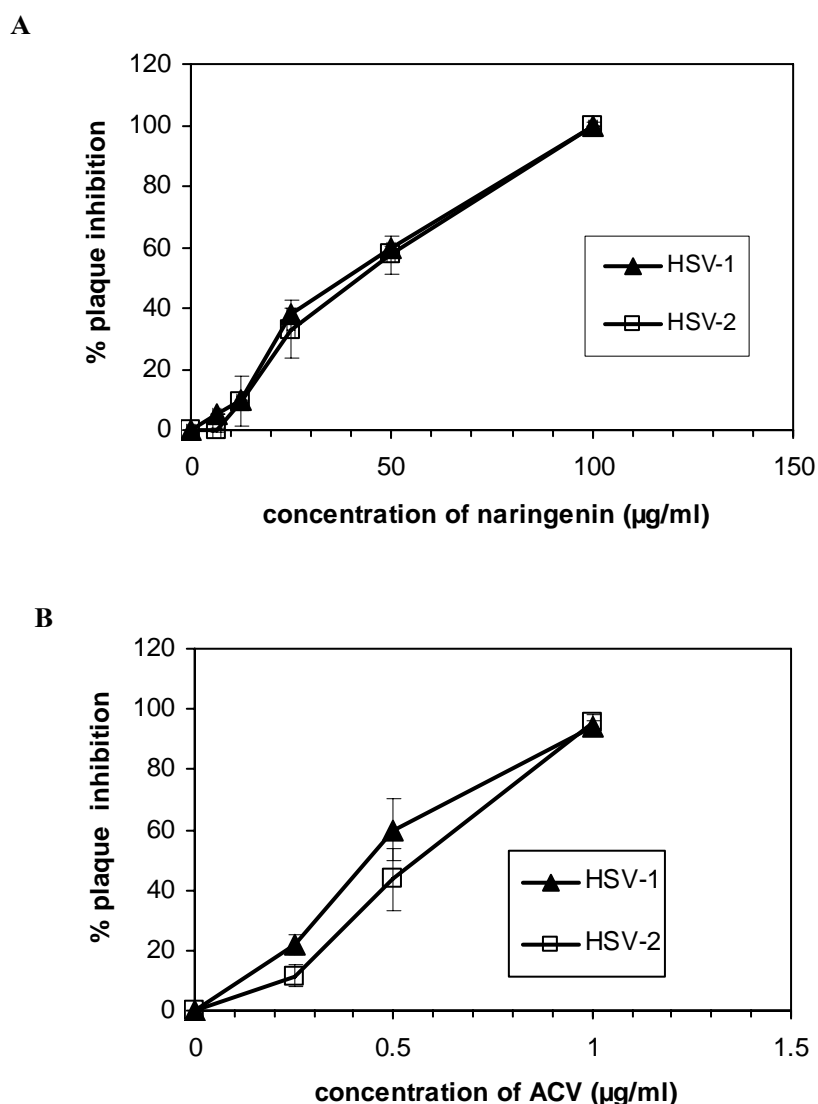 A
120
100
80
60
40
20
0
% plaque inhibition
HSV-1
HSV-2
0 50 100 150
concentration of naringenin (µg/ml)
B
120
100
80
60
40
20
0
% plaque inhibition
HSV-1
HSV-2
0 0.5 1 1.5
concentration of ACV (µg/ml)